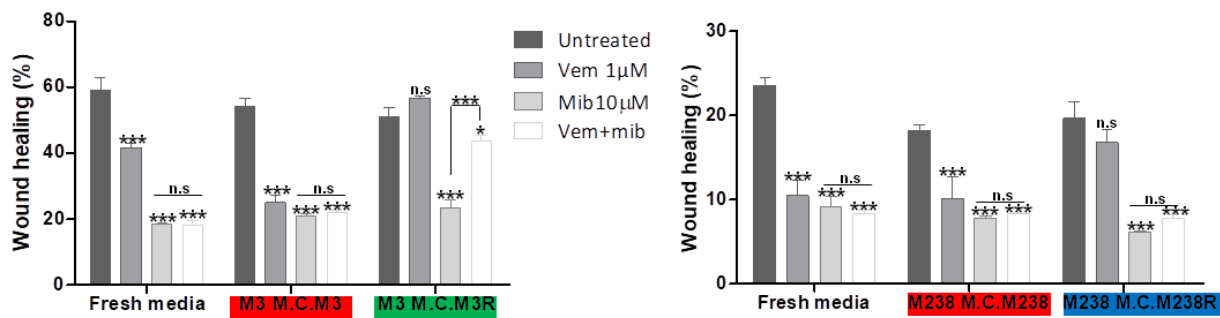 80
60
40
20
0
Wound healing (%)
***
*** ***
n.s
***
*** ***
n.s
n.s
***
*
***
Fresh media
M3 M.C.M3
M3 M.C.M3R
Untreated
Vem 1µM
Mib10µM
Vem+mib
30
20
10
0
Wound healing (%)
***
***
***
n.s
***
***
***
n.s
n.s
***
***
n.s
Fresh media
M238 M.C.M238
M238 M.C.M238R